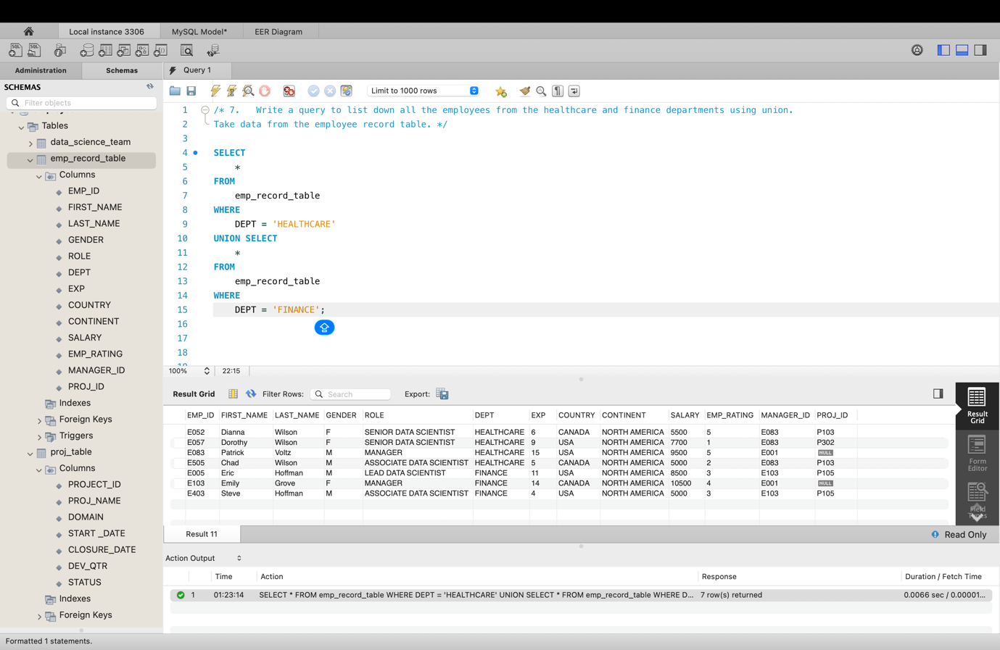 Local instance 3306
MySQL Model*
EER Diagram
Administration
Schemas
Query 1
SCHEMAS
Filter objects
Tables
data_science_team
emp_record_table
Columns
EMP_ID
FIRST_NAME
LAST_NAME
GENDER
ROLE
DEPT
EXP
COUNTRY
CONTINENT
SALARY
EMP_RATING
MANAGER_ID
PROJ_ID
Indexes
Foreign Keys
Triggers
proj_table
Columns
PROJECT_ID
PROJ_NAME
DOMAIN
START _DATE
CLOSURE_DATE
DEV_QTR
STATUS
Indexes
Foreign Keys
Limit to 1000 rows
1 /* 7.   Write a query to list down all the employees from the healthcare and finance departments using union.
2 Take data from the employee record table. */
3
4 SELECT
5 *
6 FROM
7 emp_record_table
8 WHERE
9 DEPT = 'HEALTHCARE'
10 UNION SELECT
11 *
12 FROM
13 emp_record_table
14 WHERE
15 DEPT = 'FINANCE';
16
17
18
100% 22:15
Result Grid Filter Rows: Search Export:
EMP_ID FIRST_NAME LAST_NAME GENDER ROLE DEPT EXP COUNTRY CONTINENT SALARY EMP_RATING MANAGER_ID PROJ_ID
E052 Dianna Wilson F SENIOR DATA SCIENTIST HEALTHCARE 6 CANADA NORTH AMERICA 5500 5 E083 P103
E057 Dorothy Wilson F SENIOR DATA SCIENTIST HEALTHCARE 9 USA NORTH AMERICA 7700 1 E083 P302
E083 Patrick Voltz M MANAGER HEALTHCARE 15 USA NORTH AMERICA 9500 5 E001 NULL
E505 Chad Wilson M ASSOCIATE DATA SCIENTIST HEALTHCARE 5 CANADA NORTH AMERICA 5000 2 E083 P103
E005 Eric Hoffman M LEAD DATA SCIENTIST FINANCE 11 USA NORTH AMERICA 8500 3 E103 P105
E103 Emily Grove F MANAGER FINANCE 14 CANADA NORTH AMERICA 10500 4 E001 NULL
E403 Steve Hoffman M ASSOCIATE DATA SCIENTIST FINANCE 4 USA NORTH AMERICA 5000 3 E103 P105
Result
Grid
Form
Editor
Field
Types
Result 11
Read Only
Action Output
Time Action Response Duration / Fetch Time
1 01:23:14 SELECT * FROM emp_record_table WHERE DEPT = 'HEALTHCARE' UNION SELECT * FROM emp_record_table WHERE D... 7 row(s) returned 0.0066 sec / 0.00001...
Formatted 1 statements.